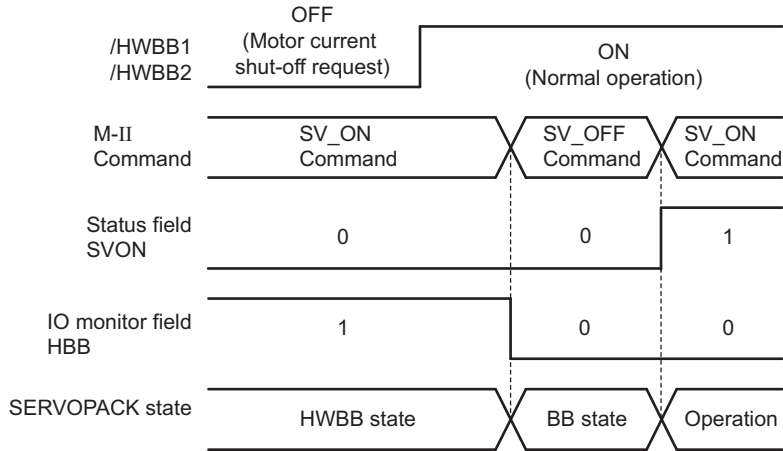 OFF
(Motor current
shut-off request)
/HWBB1
/HWBB2
ON
(Normal operation)
M-II
Command
SV_ON
Command
SV_OFF
Command
SV_ON
Command
Status field
SVON
0
0
1
IO monitor field
HBB
1
0
0
SERVOPACK state
HWBB state
BB state
Operation